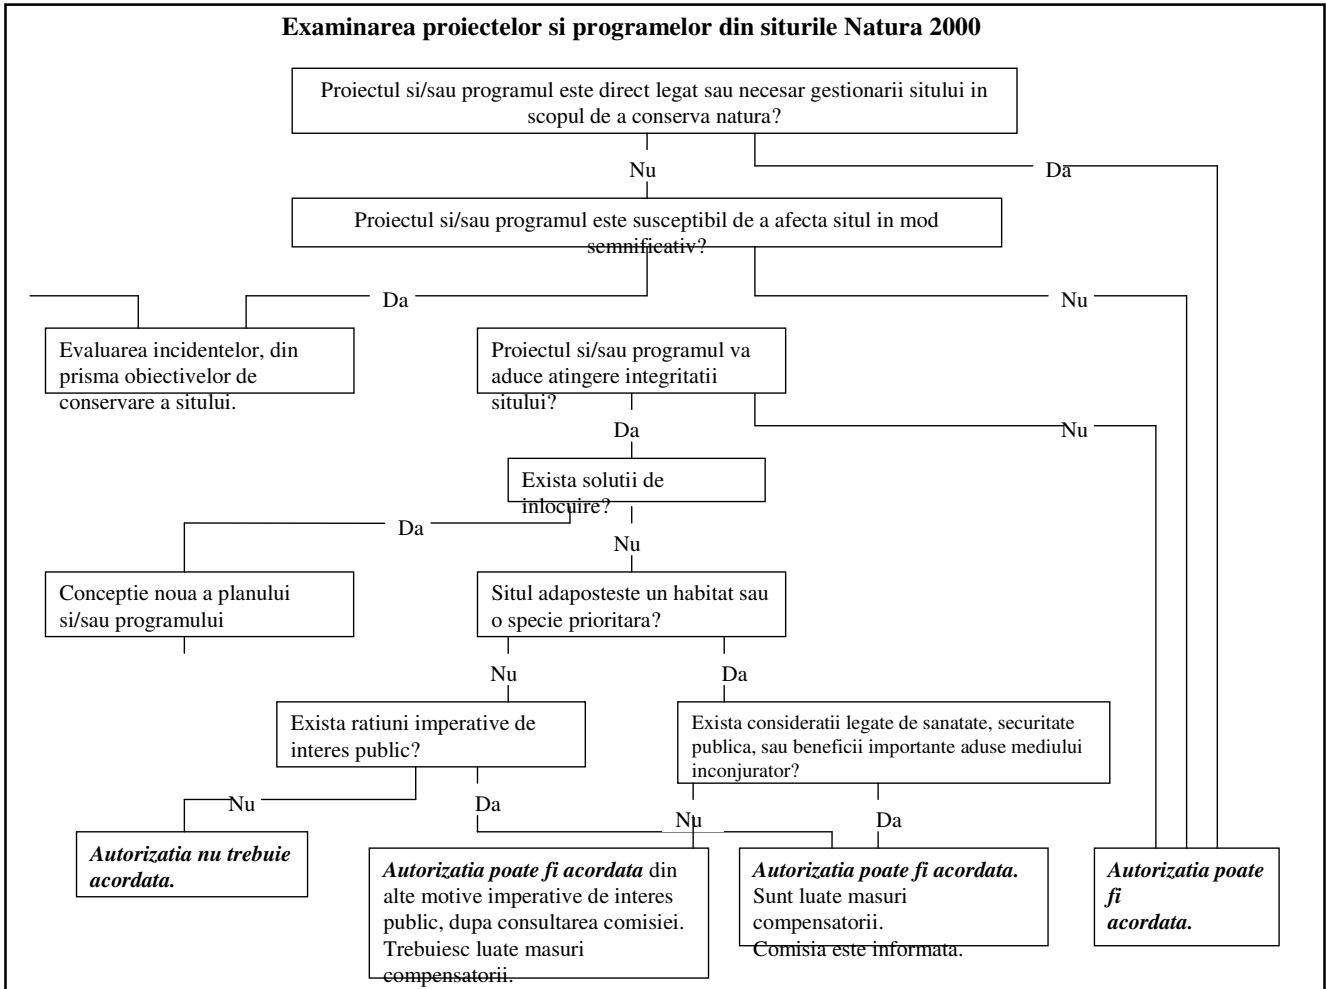 Examinarea proiectelor si programelor din siturile Natura 2000
Proiectul si/sau programul este direct legat sau necesar gestionarii sitului in
scopul de a conserva natura?
Nu
Da
Proiectul si/sau programul este susceptibil de a afecta situl in mod
semnificativ?
Da
Nu
Evaluarea incidentelor, din
prisma obiectivelor de
conservare a sitului.
Proiectul si/sau programul va
aduce atingere integritatii
sitului?
Da
Nu
Exista solutii de
inlocuire?
Da
Nu
Conceptie noua a planului
si/sau programului
Situl adaposteste un habitat sau
o specie prioritara?
Nu
Da
Exista ratiuni imperative de
interes public?
Exista consideratii legate de sanatate, securitate
publica, sau beneficii importante aduse mediului
inconjurator?
Nu
Da
Nu
Da
Autorizatia nu trebuie
acordata.
Autorizatia poate fi acordata din
alte motive imperative de interes
public, dupa consultarea comisiei.
Trebuiesc luate masuri
compensatorii.
Autorizatia poate fi acordata.
Sunt luate masuri
compensatorii.
Comisia este informata.
Autorizatia poate
fi
acordata.